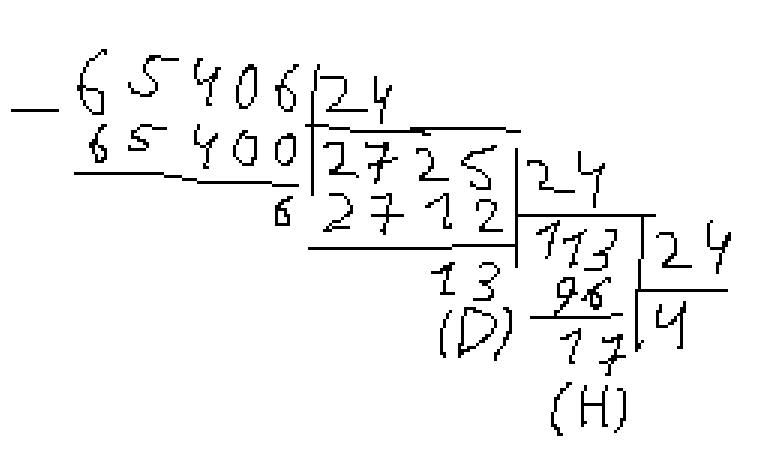 — 65406 | 24
65400 | 2725 | 24
6 2712 | 113 | 24
13 96 | 4
(D) 17
(H)